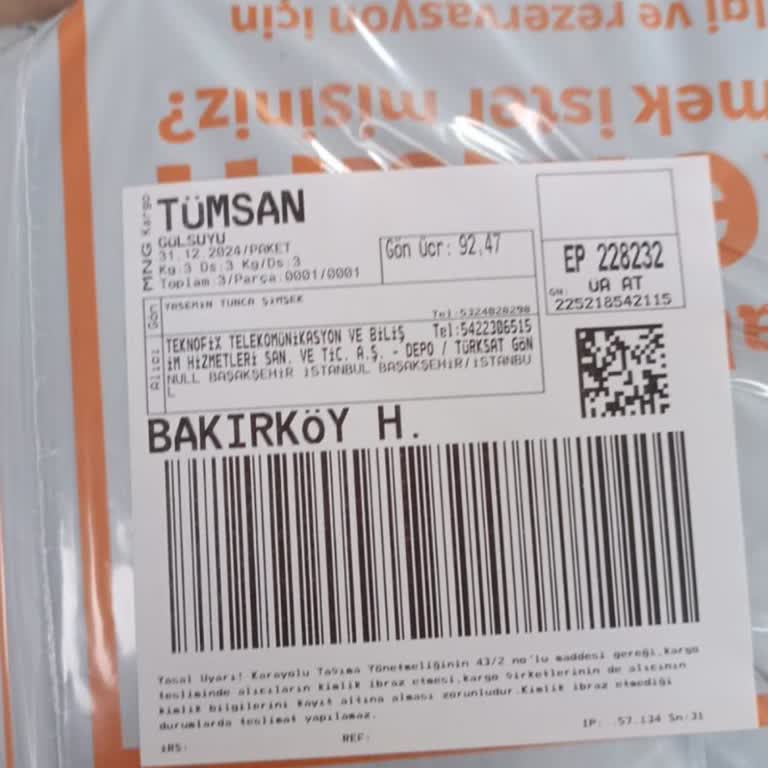 lgi ve rezervasyon için
mek ister misiniz?
MNG Kargo
TÜMSAN
GÜLSUYU
31.12.2024/PAKET
Kg:3 Ds:3 Kg/Ds:3
Toplam:3/Parça:0001/0001
Gön Ücr: 92,47
EP 228232
UA AT
GN:
225218542115
Gön
YASEMİN TUNCA ŞİMŞEK
Tel:5324828298
Alıcı
TEKNOFİX TELEKOMÜNİKASYON VE BİLİŞ Tel:5422306515
İM HİZMETLERİ SAN. VE TİC. A.Ş. - DEPO / TÜRKSAT GÖN
NULL BAŞAKŞEHİR İSTANBUL BAŞAKŞEHİR/İSTANBU
L
BAKIRKÖY H.
Yasal Uyarı! Karayolu Taşıma Yönetmeliğinin 43/2 no'lu maddesi gereği,kargo
tesliminde alıcıların kimlik ibraz etmesi,kargo şirketlerinin de alıcının
kimlik bilgilerini kayıt altına alması zorunludur.Kimlik ibraz etmediği
durumlarda teslimat yapılamaz.
IP: .57.134 Sn:31
İRS: REF: